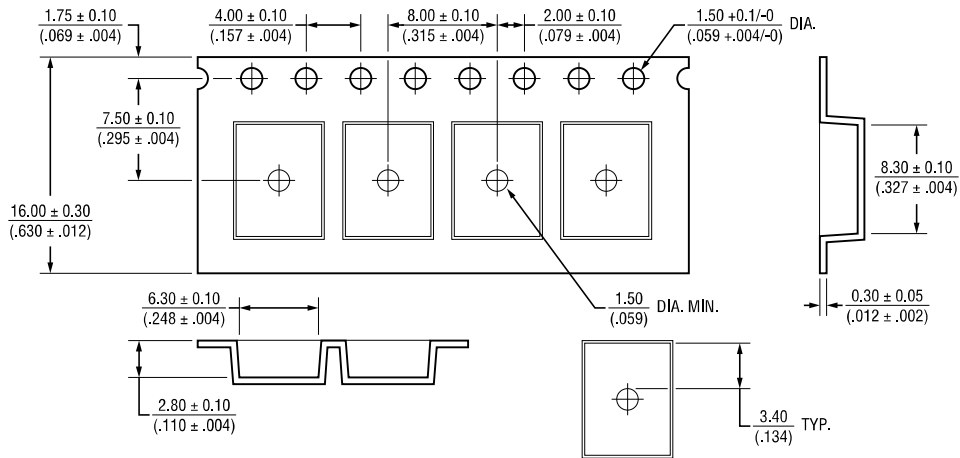 1.75 ± 0.10
(.069 ± .004)
4.00 ± 0.10
(.157 ± .004)
8.00 ± 0.10
(.315 ± .004)
2.00 ± 0.10
(.079 ± .004)
1.50 +0.1/-0 DIA.
(.059 +.004/-0)
7.50 ± 0.10
(.295 ± .004)
16.00 ± 0.30
(.630 ± .012)
8.30 ± 0.10
(.327 ± .004)
6.30 ± 0.10
(.248 ± .004)
1.50 DIA. MIN.
(.059)
0.30 ± 0.05
(.012 ± .002)
2.80 ± 0.10
(.110 ± .004)
3.40 TYP.
(.134)